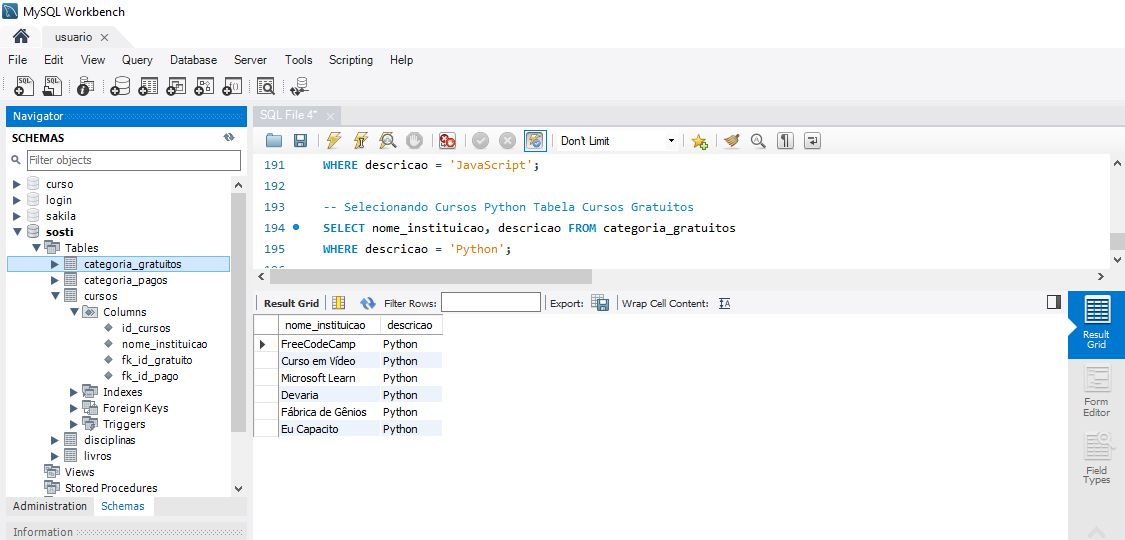 MySQL Workbench
usuario
File Edit View Query Database Server Tools Scripting Help
Navigator
SCHEMAS
Filter objects
curso
login
sakila
sosti
Tables
categoria_gratuitos
categoria_pagos
cursos
Columns
id_cursos
nome_instituicao
fk_id_gratuito
fk_id_pago
Indexes
Foreign Keys
Triggers
disciplinas
livros
Views
Stored Procedures
Administration Schemas
Information
SQL File 4*
Don't Limit
191 WHERE descricao = 'JavaScript';
192
193 -- Selecionando Cursos Python Tabela Cursos Gratuitos
194 SELECT nome_instituicao, descricao FROM categoria_gratuitos
195 WHERE descricao = 'Python';
Result Grid Filter Rows: Export: Wrap Cell Content:
nome_instituicao descricao
FreeCodeCamp Python
Curso em Vídeo Python
Microsoft Learn Python
Devaria Python
Fábrica de Gênios Python
Eu Capacito Python
Result
Grid
Form
Editor
Field
Types